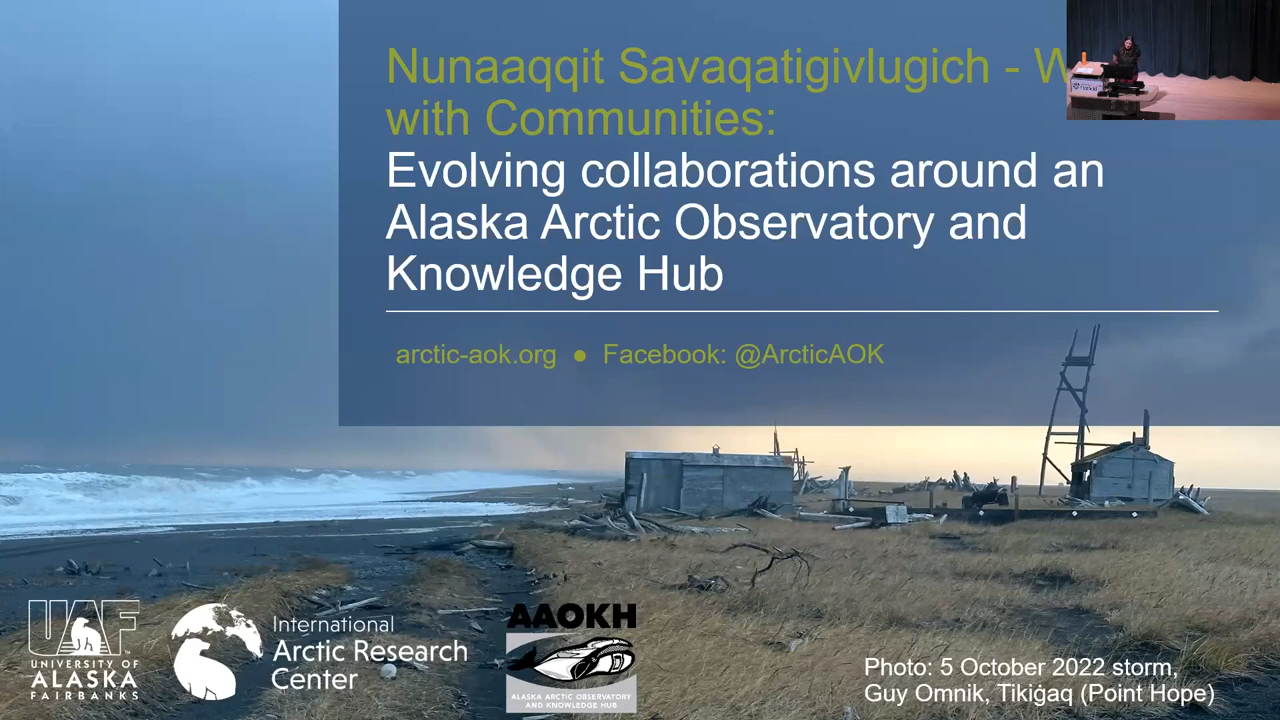 Nunaaqqit Savaqatigivlugich - W
with Communities:
Evolving collaborations around an
Alaska Arctic Observatory and
Knowledge Hub
arctic-aok.org ● Facebook: @ArcticAOK
UAF
UNIVERSITY OF
ALASKA
FAIRBANKS
International
Arctic Research
Center
AAOKH
ALASKA ARCTIC OBSERVATORY
AND KNOWLEDGE HUB
Photo: 5 October 2022 storm,
Guy Omnik, Tikiġaq (Point Hope)